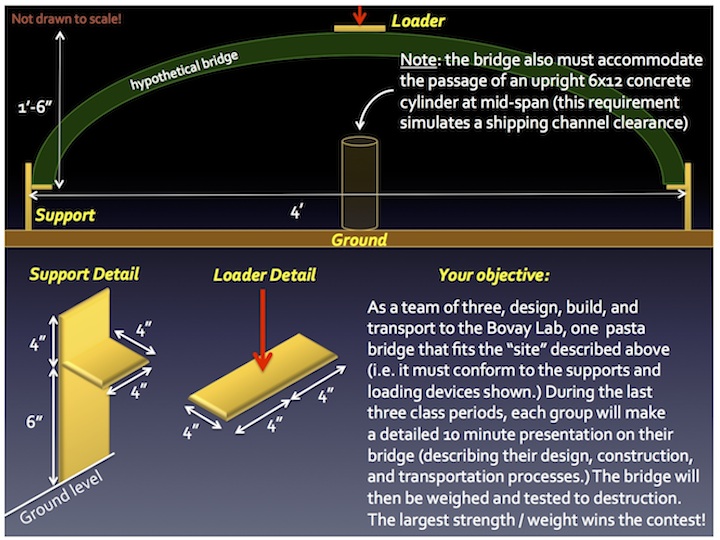 Not drawn to scale!
Loader
hypothetical bridge
Note: the bridge also must accommodate
the passage of an upright 6x12 concrete
cylinder at mid-span (this requirement
simulates a shipping channel clearance)
1'-6"
Support
4'
Ground
Support Detail
Loader Detail
Your objective:
4"
4"
4"
6"
Ground level
4"
4"
4"
As a team of three, design, build, and
transport to the Bovay Lab, one pasta
bridge that fits the “site” described above
(i.e. it must conform to the supports and
loading devices shown.) During the last
three class periods, each group will make
a detailed 10 minute presentation on their
bridge (describing their design, construction,
and transportation processes.) The bridge will
then be weighed and tested to destruction.
The largest strength / weight wins the contest!